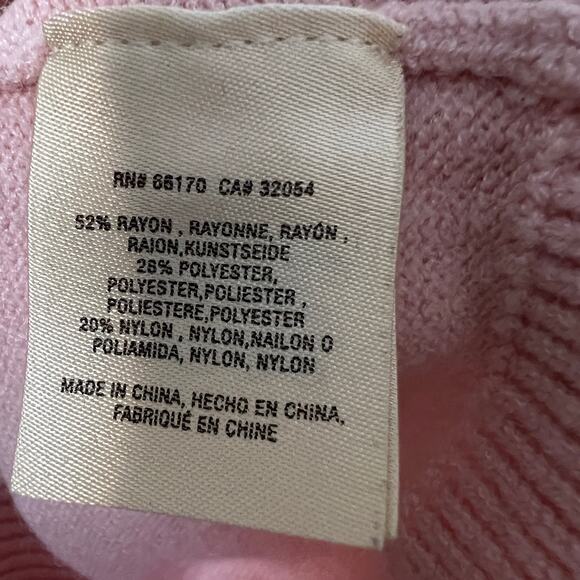 RN# 66170 CA# 32054
52% RAYON , RAYONNE, RAYÓN ,
RAION,KUNSTSEIDE
28% POLYESTER,
POLYESTER,POLIESTER ,
POLIESTERE,POLYESTER
20% NYLON , NYLON,NAILON O
POLIAMIDA, NYLON, NYLON
MADE IN CHINA, HECHO EN CHINA,
FABRIQUÉ EN CHINE